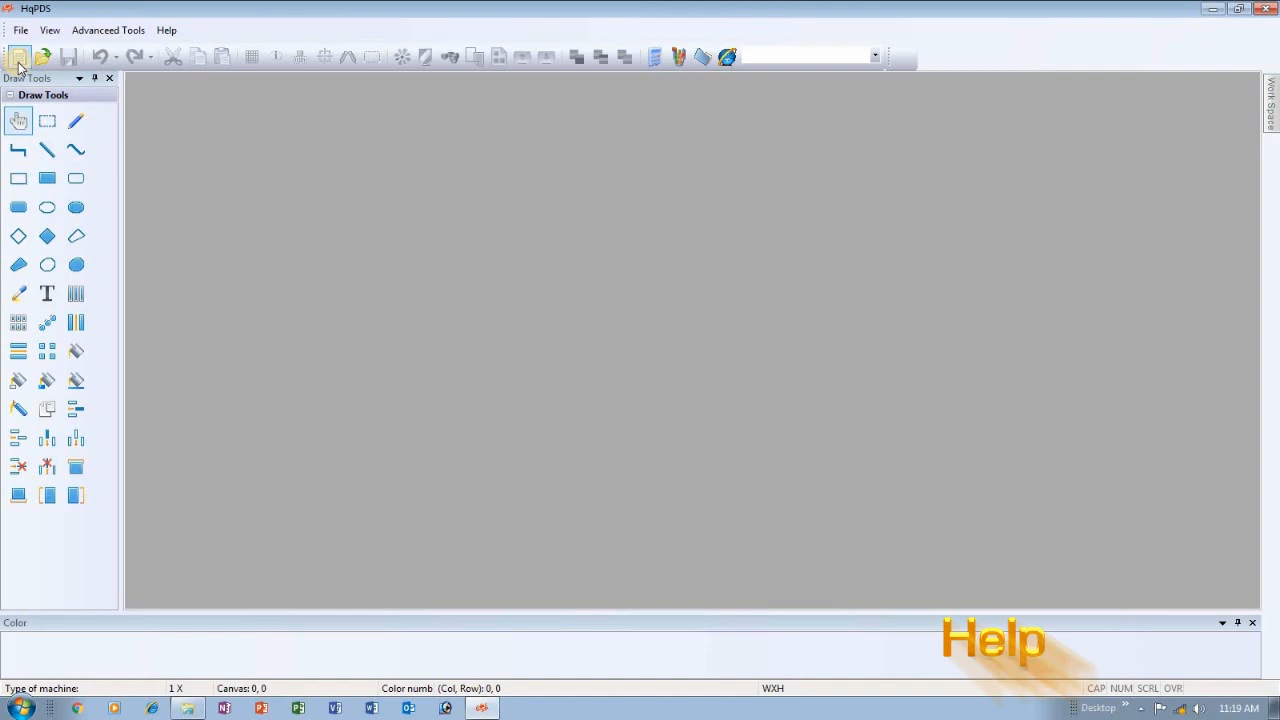 HqPDS
File View Advanceed Tools Help
Draw Tools
Draw Tools
Work Space
Color
Help
Type of machine: 1 X Canvas: 0, 0 Color numb (Col, Row): 0, 0 WXH CAP NUM SCRL OVR
Desktop 11:19 AM